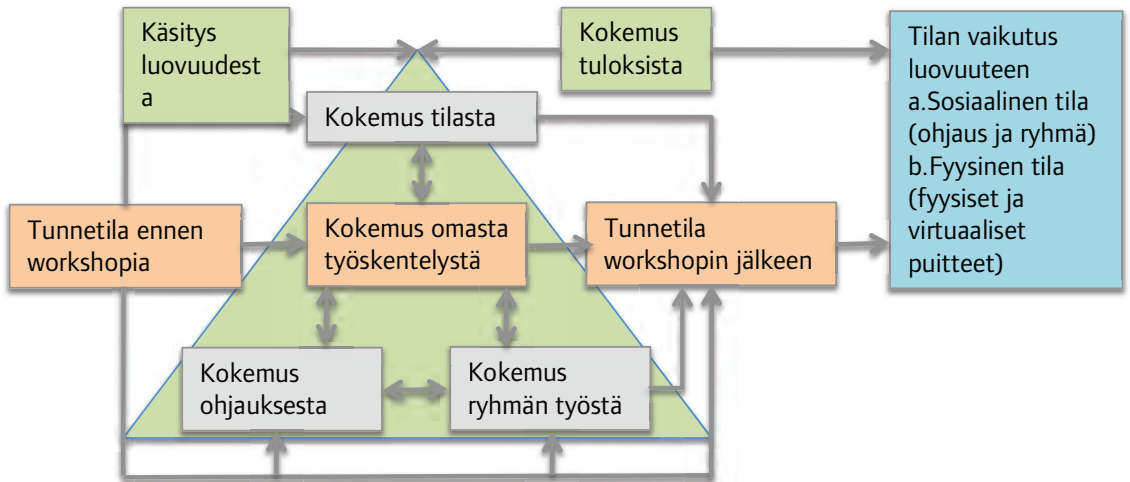 Käsitys
luovuudest
a
Kokemus
tuloksista
Tilan vaikutus
luovuuteen
a.Sosiaalinen tila
(ohjaus ja ryhmä)
b.Fyysinen tila
(fyysiset ja
virtuaaliset
puitteet)
Kokemus tilasta
Tunnetila ennen
workshopia
Kokemus omasta
työskentelystä
Tunnetila
workshopin jälkeen
Kokemus
ohjauksesta
Kokemus
ryhmän työstä